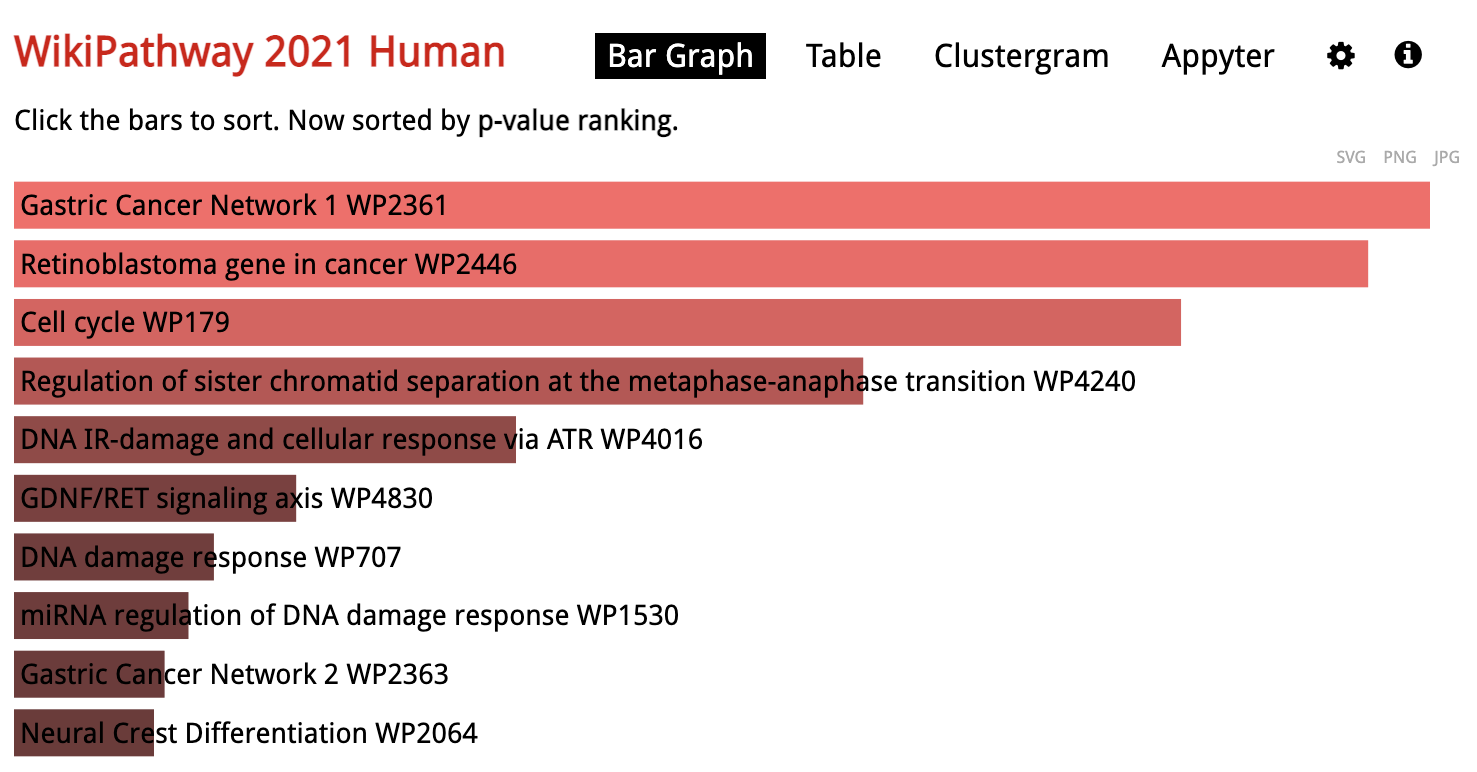 WikiPathway 2021 Human
Bar Graph Table Clustergram Appyter
Click the bars to sort. Now sorted by p-value ranking.
SVG PNG JPG
Gastric Cancer Network 1 WP2361
Retinoblastoma gene in cancer WP2446
Cell cycle WP179
Regulation of sister chromatid separation at the metaphase-anaphase transition WP4240
DNA IR-damage and cellular response via ATR WP4016
GDNF/RET signaling axis WP4830
DNA damage response WP707
miRNA regulation of DNA damage response WP1530
Gastric Cancer Network 2 WP2363
Neural Crest Differentiation WP2064